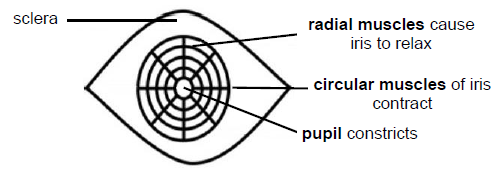 sclera
radial muscles cause
iris to relax
circular muscles of iris
contract
pupil constricts